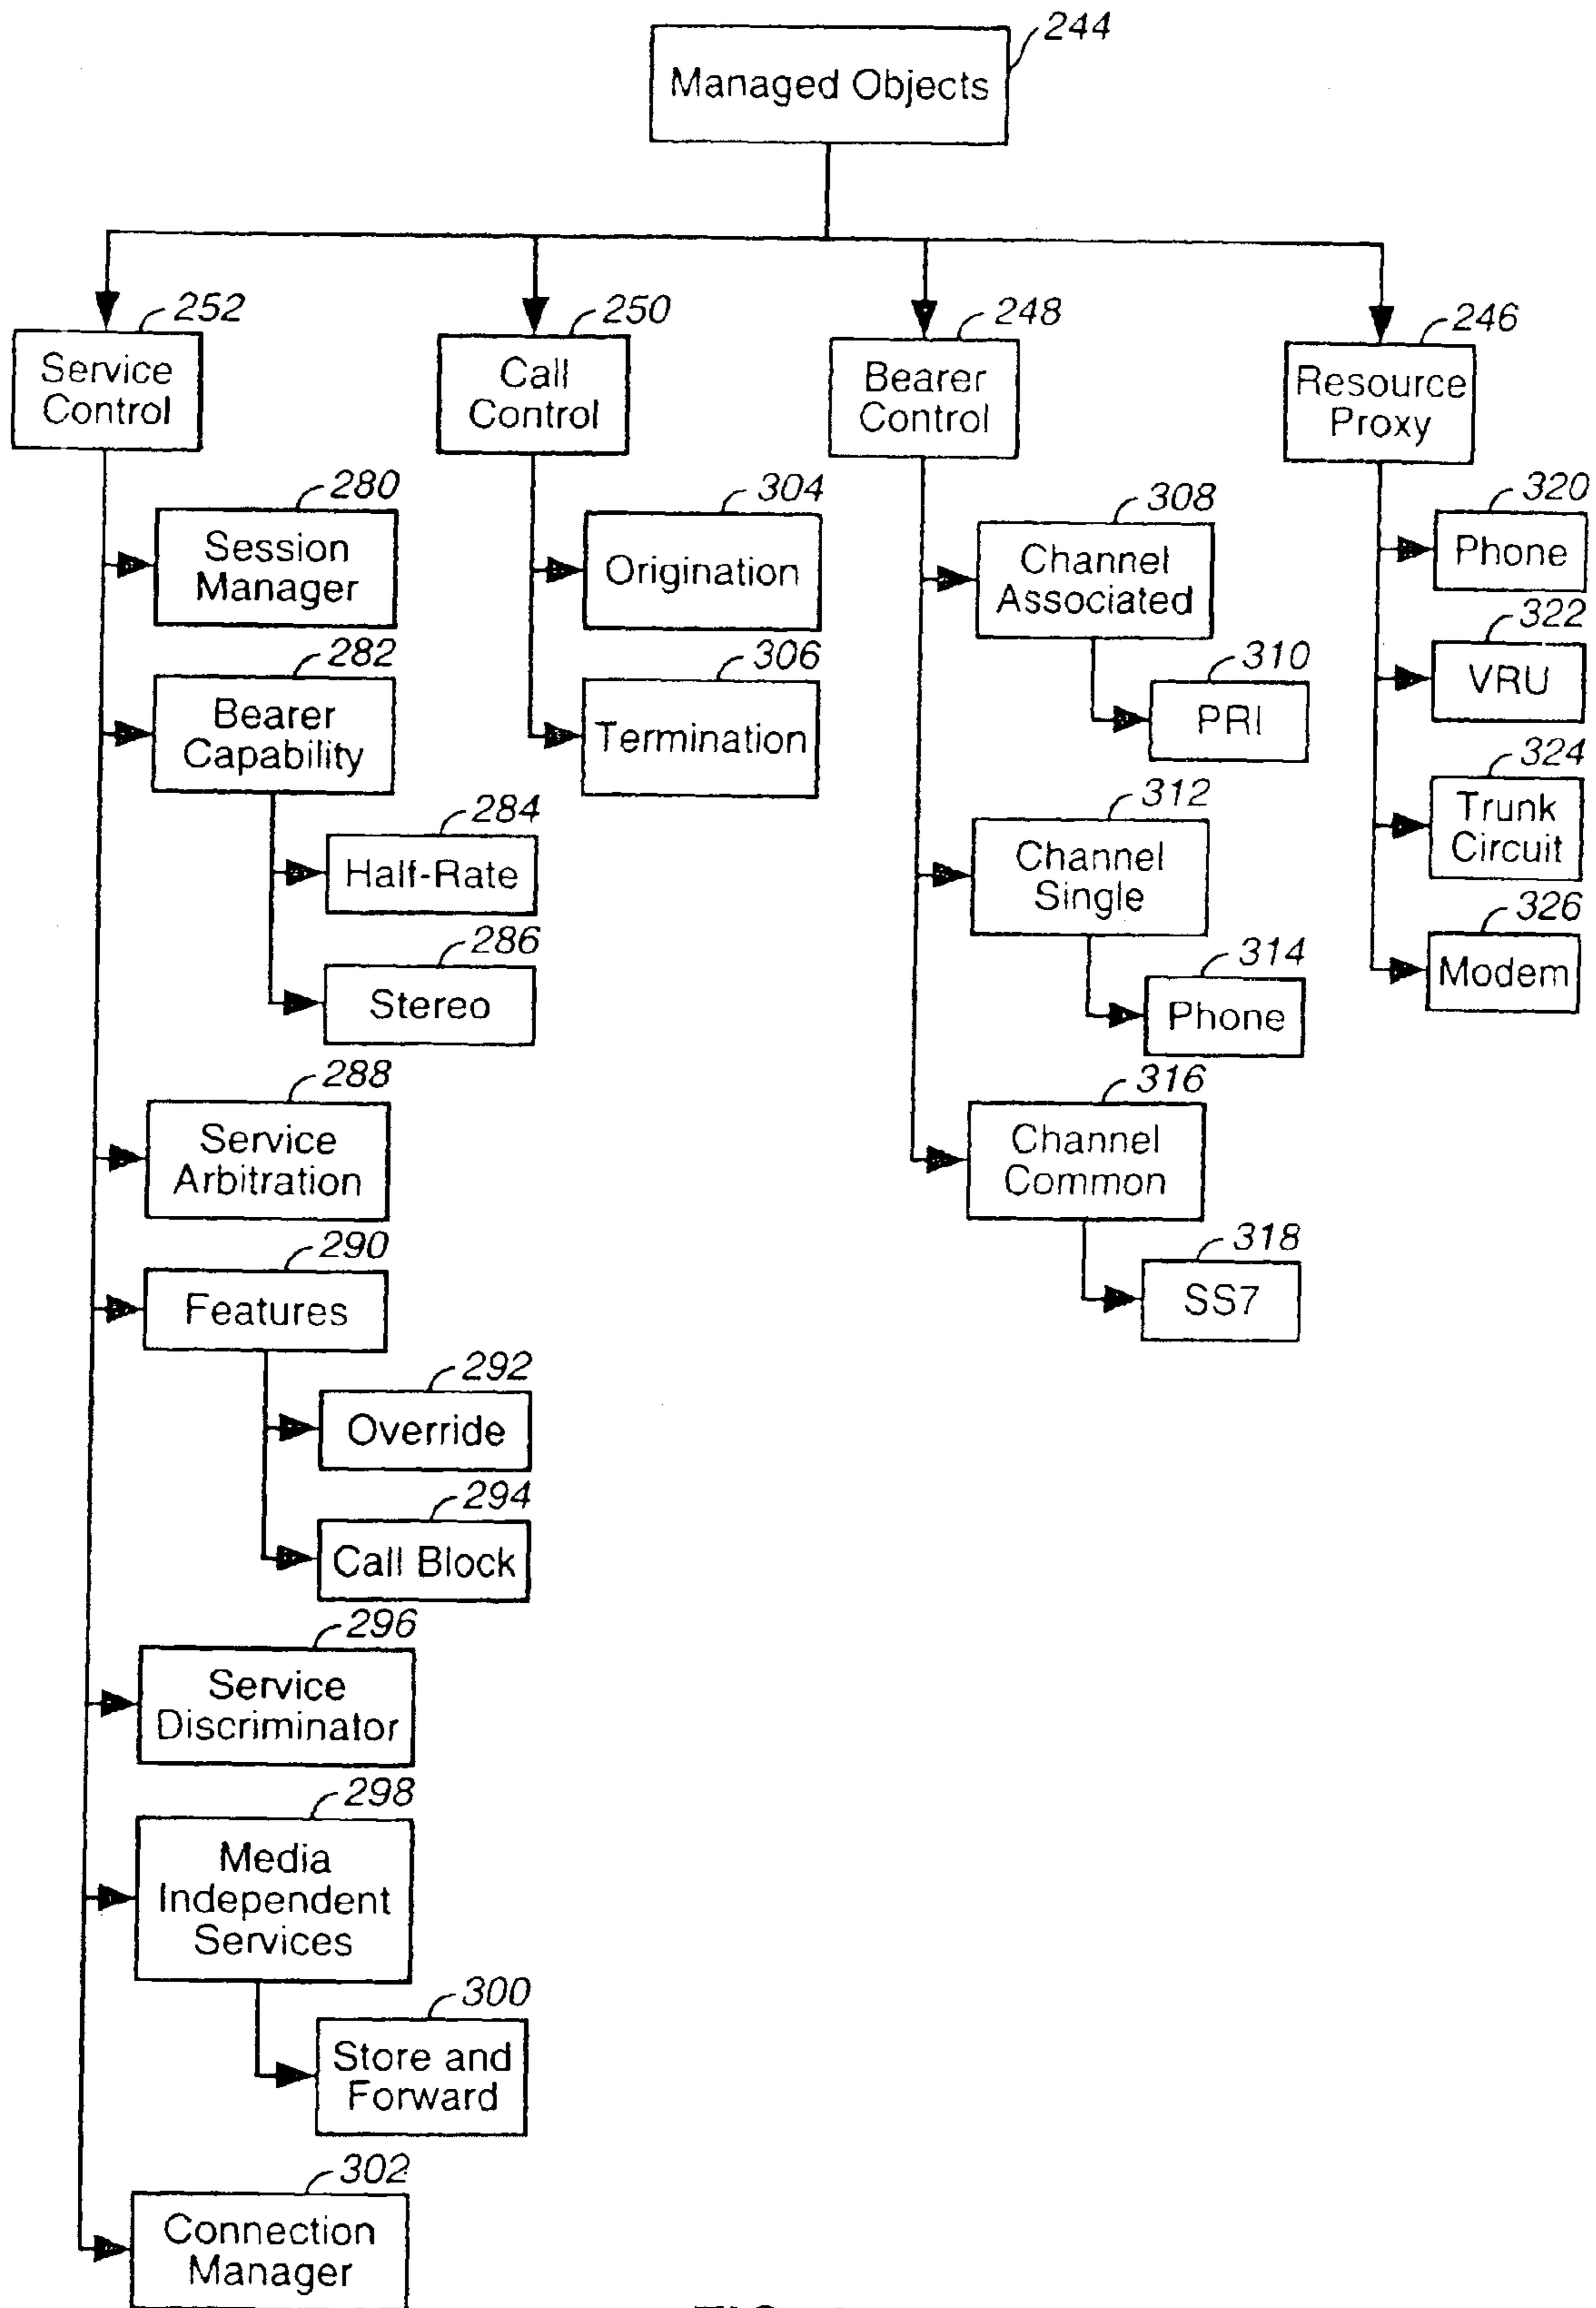 244
Managed Objects
252
Service
Control
250
Call
Control
248
Bearer
Control
246
Resource
Proxy
280
Session
Manager
282
Bearer
Capability
284
Half-Rate
286
Stereo
288
Service
Arbitration
290
Features
292
Override
294
Call Block
296
Service
Discriminator
298
Media
Independent
Services
300
Store and
Forward
302
Connection
Manager
304
Origination
306
Termination
308
Channel
Associated
310
PRI
312
Channel
Single
314
Phone
316
Channel
Common
318
SS7
320
Phone
322
VRU
324
Trunk
Circuit
326
Modem